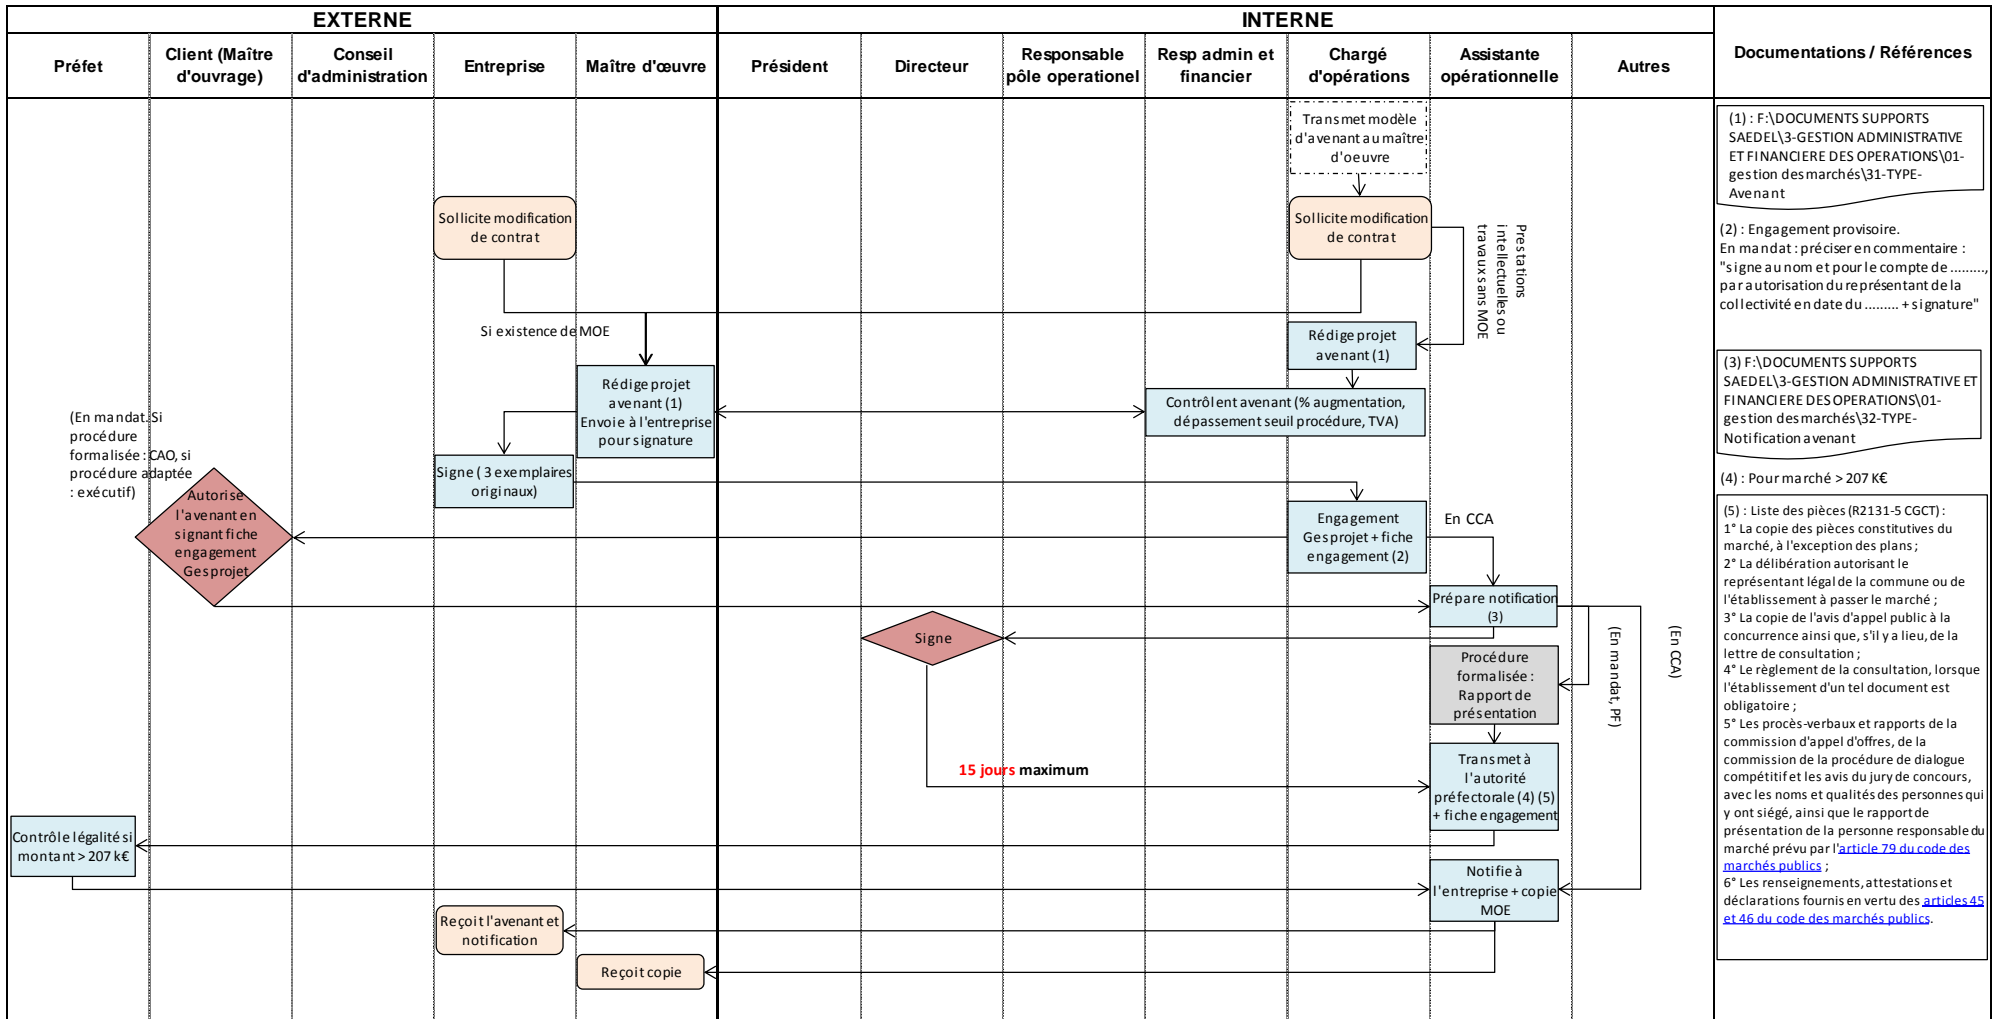 EXTERNE
INTERNE
Préfet
Client (Maître
d'ouvrage)
Conseil
d'administration
Entreprise
Maître d'œuvre
Président
Directeur
Responsable
pôle operationel
Resp admin et
financier
Chargé
d'opérations
Assistante
opérationnelle
Autres
Documentations / Références
Transmet modèle
d'avenant au maître
d'oeuvre
Sollicite modification
de contrat
Sollicite modification
de contrat
Prestations
intellectuelles ou
travaux sans MOE
Si existence de MOE
Rédige projet
avenant (1)
Rédige projet
avenant (1)
Envoie à l'entreprise
pour signature
Contrôlent avenant (% augmentation,
dépassement seuil procédure, TVA)
(En mandat. Si
procédure
formalisée : CAO, si
procédure adaptée
: exécutif)
Signe ( 3 exemplaires
originaux)
Autorise
l'avenant en
signant fiche
engagement
Gesprojet
Engagement
Gesprojet + fiche
engagement (2)
En CCA
Prépare notification
(3)
Signe
(En mandat, PF)
(En CCA)
Procédure
formalisée :
Rapport de
présentation
15 jours maximum
Transmet à
l'autorité
préfectorale (4) (5)
+ fiche engagement
Contrôle légalité si
montant > 207 k€
Notifie à
l'entreprise + copie
MOE
Reçoit l'avenant et
notification
Reçoit copie
(1) : F:\DOCUMENTS SUPPORTS
SAEDEL\3-GESTION ADMINISTRATIVE
ET FINANCIERE DES OPERATIONS\01-
gestion des marchés\31-TYPE-
Avenant
(2) : Engagement provisoire.
En mandat : préciser en commentaire :
"signe au nom et pour le compte de .........,
par autorisation du représentant de la
collectivité en date du ......... + signature"
(3) F:\DOCUMENTS SUPPORTS
SAEDEL\3-GESTION ADMINISTRATIVE ET
FINANCIERE DES OPERATIONS\01-
gestion des marchés\32-TYPE-
Notification avenant
(4) : Pour marché > 207 K€
(5) : Liste des pièces (R2131-5 CGCT) :
1° La copie des pièces constitutives du
marché, à l'exception des plans ;
2° La délibération autorisant le
représentant légal de la commune ou de
l'établissement à passer le marché ;
3° La copie de l'avis d'appel public à la
concurrence ainsi que, s'il y a lieu, de la
lettre de consultation ;
4° Le règlement de la consultation, lorsque
l'établissement d'un tel document est
obligatoire ;
5° Les procès-verbaux et rapports de la
commission d'appel d'offres, de la
commission de la procédure de dialogue
compétitif et les avis du jury de concours,
avec les noms et qualités des personnes qui
y ont siégé, ainsi que le rapport de
présentation de la personne responsable du
marché prévu par l'article 79 du code des
marchés publics ;
6° Les renseignements, attestations et
déclarations fournis en vertu des articles 45
et 46 du code des marchés publics.